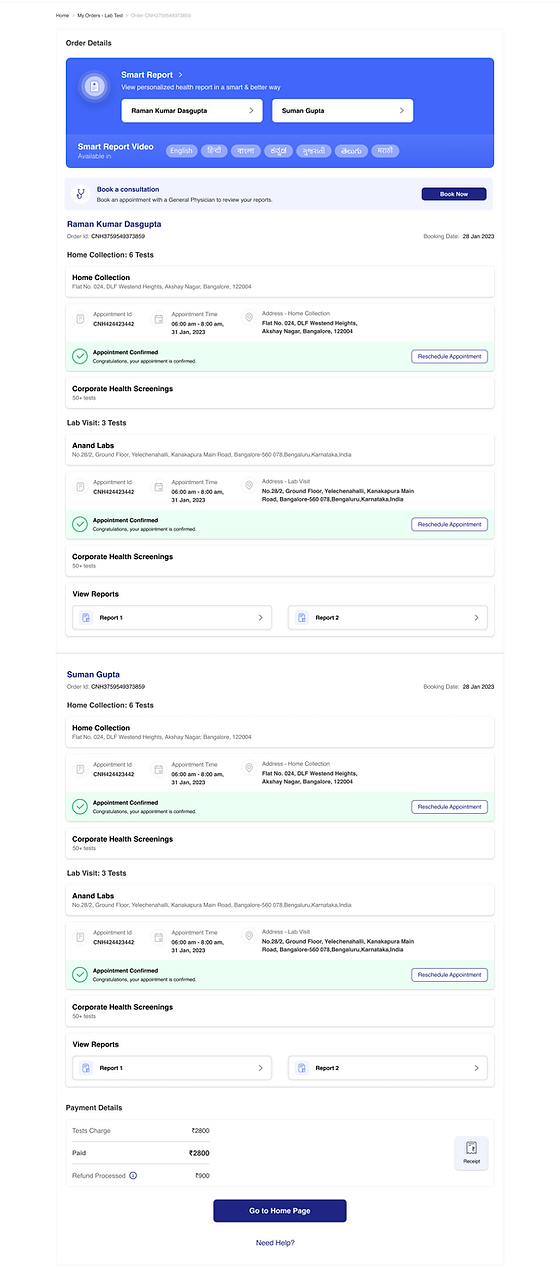 Home > My Orders - Lab Test > Order CNH3759549373859
Order Details
Smart Report >
View personalized health report in a smart & better way
Raman Kumar Dasgupta
Suman Gupta
Smart Report Video
Available in
English हिन्दी বাংলা ಕನ್ನಡ ગુજરાતી తెలుగు मराठी
Book a consultation
Book an appointment with a General Physician to review your reports.
Book Now
Raman Kumar Dasgupta
Order Id: CNH3759549373859
Booking Date: 28 Jan 2023
Home Collection: 6 Tests
Home Collection
Flat No. 024, DLF Westend Heights, Akshay Nagar, Bangalore, 122004
Appointment Id
CNH424423442
Appointment Time
06:00 am - 8:00 am,
31 Jan, 2023
Address - Home Collection
Flat No. 024, DLF Westend Heights,
Akshay Nagar, Bangalore, 122004
Appointment Confirmed
Congratulations, your appointment is confirmed.
Reschedule Appointment
Corporate Health Screenings
50+ tests
Lab Visit: 3 Tests
Anand Labs
No.28/2, Ground Floor, Yelechenahalli, Kanakapura Main Road, Bangalore-560 078,Bengaluru,Karnataka,India
Appointment Id
CNH424423442
Appointment Time
06:00 am - 8:00 am,
31 Jan, 2023
Address - Lab Visit
No.28/2, Ground Floor, Yelechenahalli, Kanakapura Main
Road, Bangalore-560 078,Bengaluru,Karnataka,India
Appointment Confirmed
Congratulations, your appointment is confirmed.
Reschedule Appointment
Corporate Health Screenings
50+ tests
View Reports
Report 1
Report 2
Suman Gupta
Order Id: CNH3759549373859
Booking Date: 28 Jan 2023
Home Collection: 6 Tests
Home Collection
Flat No. 024, DLF Westend Heights, Akshay Nagar, Bangalore, 122004
Appointment Id
CNH424423442
Appointment Time
06:00 am - 8:00 am,
31 Jan, 2023
Address - Home Collection
Flat No. 024, DLF Westend Heights,
Akshay Nagar, Bangalore, 122004
Appointment Confirmed
Congratulations, your appointment is confirmed.
Reschedule Appointment
Corporate Health Screenings
50+ tests
Lab Visit: 3 Tests
Anand Labs
No.28/2, Ground Floor, Yelechenahalli, Kanakapura Main Road, Bangalore-560 078,Bengaluru,Karnataka,India
Appointment Id
CNH424423442
Appointment Time
06:00 am - 8:00 am,
31 Jan, 2023
Address - Lab Visit
No.28/2, Ground Floor, Yelechenahalli, Kanakapura Main
Road, Bangalore-560 078,Bengaluru,Karnataka,India
Appointment Confirmed
Congratulations, your appointment is confirmed.
Reschedule Appointment
Corporate Health Screenings
50+ tests
View Reports
Report 1
Report 2
Payment Details
Tests Charge ₹2800
Paid ₹2800
Refund Processed ₹900
Receipt
Go to Home Page
Need Help?